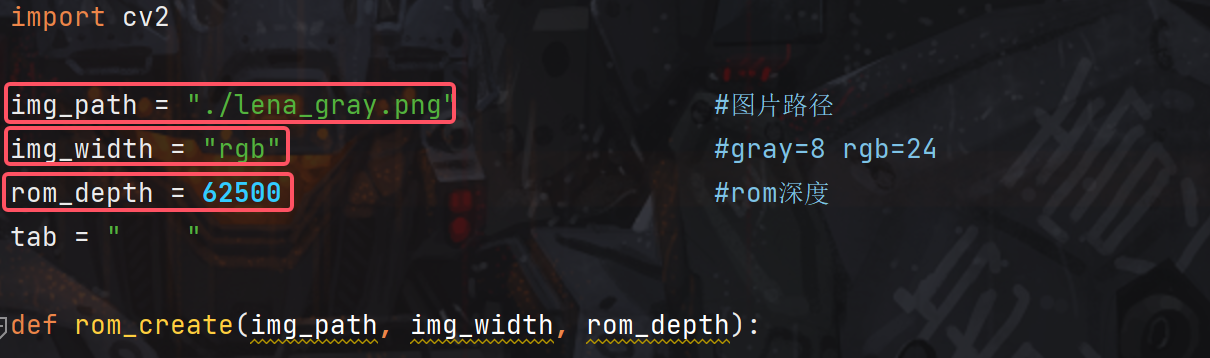 import cv2
img_path = "./lena_gray.png" #图片路径
img_width = "rgb" #gray=8 rgb=24
rom_depth = 62500 #rom深度
tab = "    "
def rom_create(img_path, img_width, rom_depth):